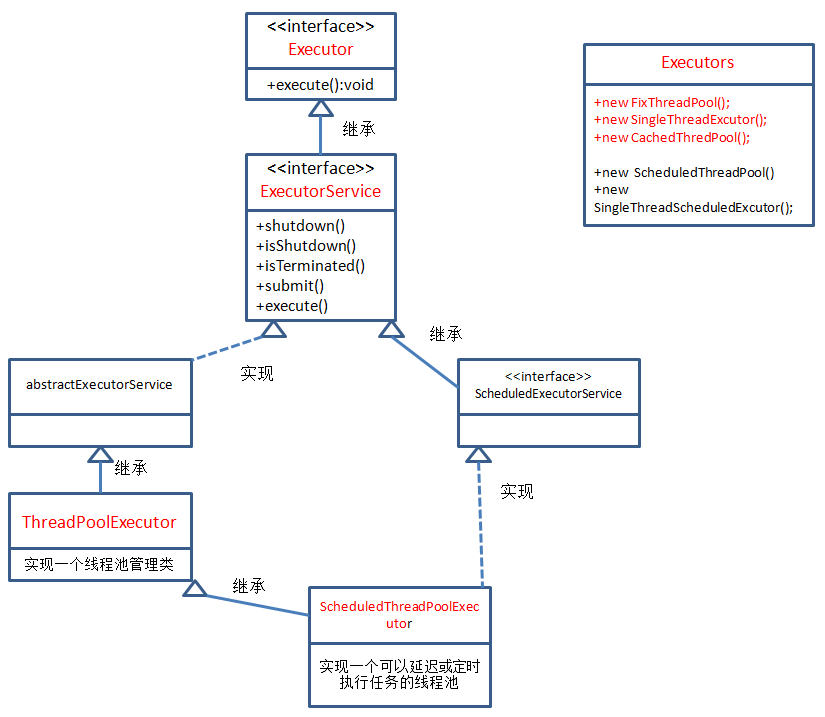 <<interface>>
Executor
+execute():void
继承
<<interface>>
ExecutorService
+shutdown()
+isShutdown()
+isTerminated()
+submit()
+execute()
Executors
+new FixThreadPool();
+new SingleThreadExcutor();
+new CachedThredPool();
+new ScheduledThreadPool()
+new
SingleThreadScheduledExcutor();
实现
继承
abstractExecutorService
<<interface>>
ScheduledExecutorService
继承
实现
ThreadPoolExecutor
实现一个线程池管理类
继承
ScheduledThreadPoolExec
utor
实现一个可以延迟或定时
执行任务的线程池